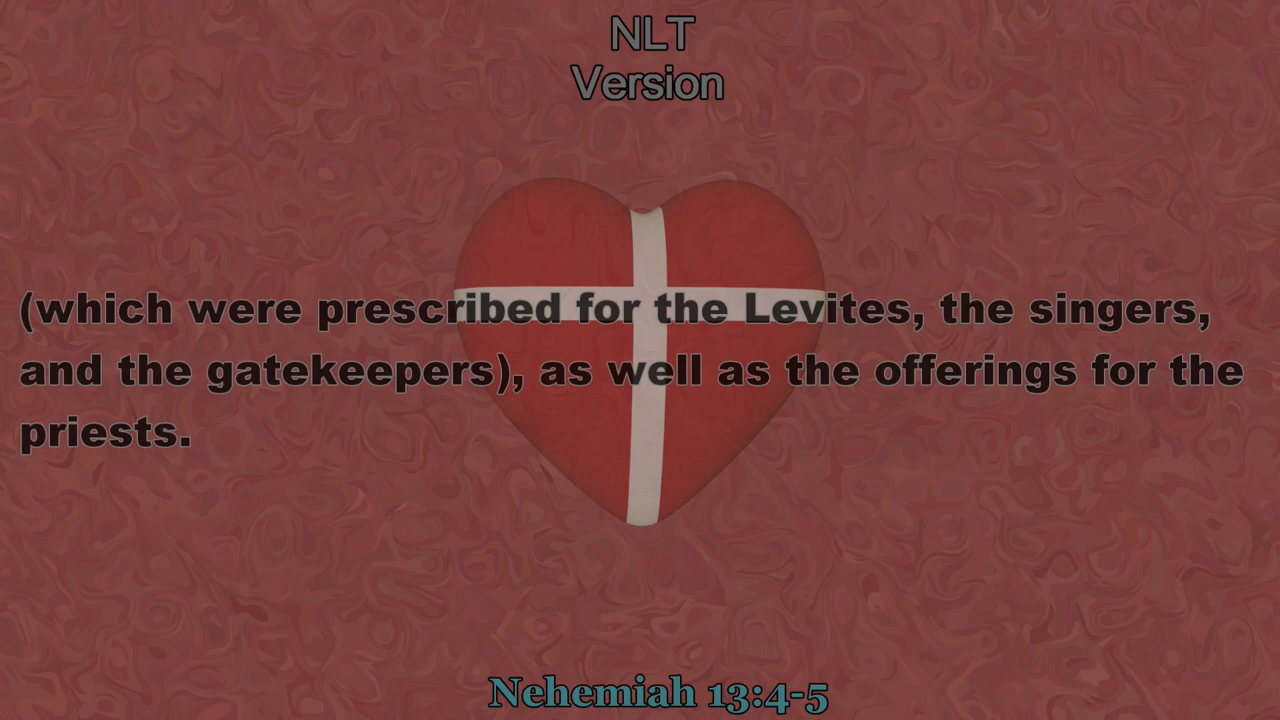 NLT
Version
(which were prescribed for the Levites, the singers,
and the gatekeepers), as well as the offerings for the
priests.
Nehemiah 13:4-5